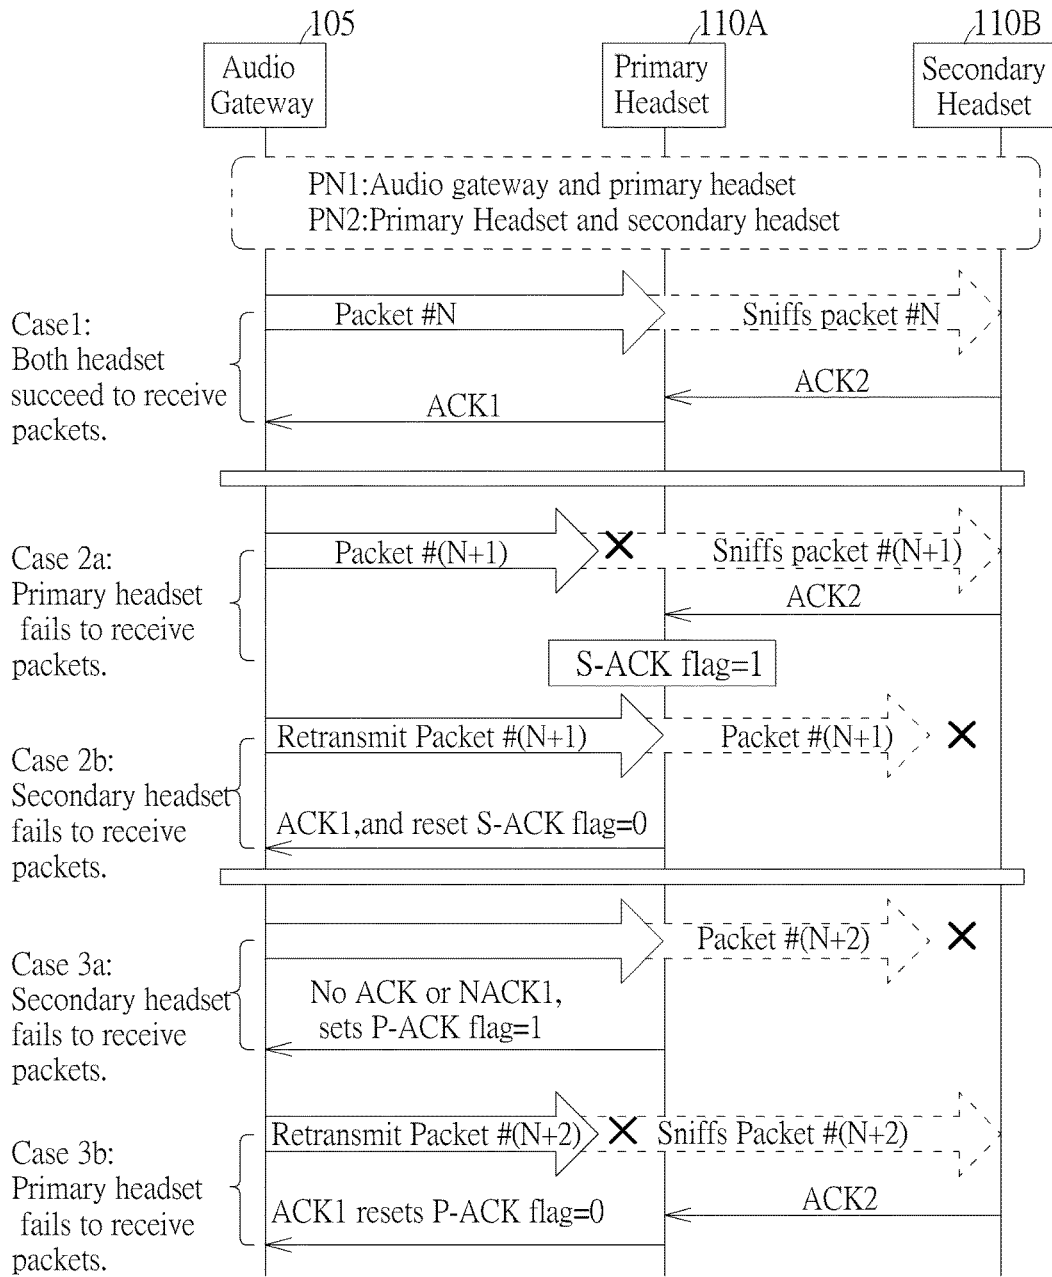 105
110A
110B
Audio
Gateway
Primary
Headset
Secondary
Headset
PN1:Audio gateway and primary headset
PN2:Primary Headset and secondary headset
Case1:
Both headset
succeed to receive
packets.
Packet #N
Sniffs packet #N
ACK2
ACK1
Case 2a:
Primary headset
fails to receive
packets.
Packet #(N+1)
Sniffs packet #(N+1)
ACK2
S-ACK flag=1
Case 2b:
Secondary headset
fails to receive
packets.
Retransmit Packet #(N+1)
Packet #(N+1)
ACK1,and reset S-ACK flag=0
Case 3a:
Secondary headset
fails to receive
packets.
Packet #(N+2)
No ACK or NACK1,
sets P-ACK flag=1
Case 3b:
Primary headset
fails to receive
packets.
Retransmit Packet #(N+2)
Sniffs Packet #(N+2)
ACK1 resets P-ACK flag=0
ACK2